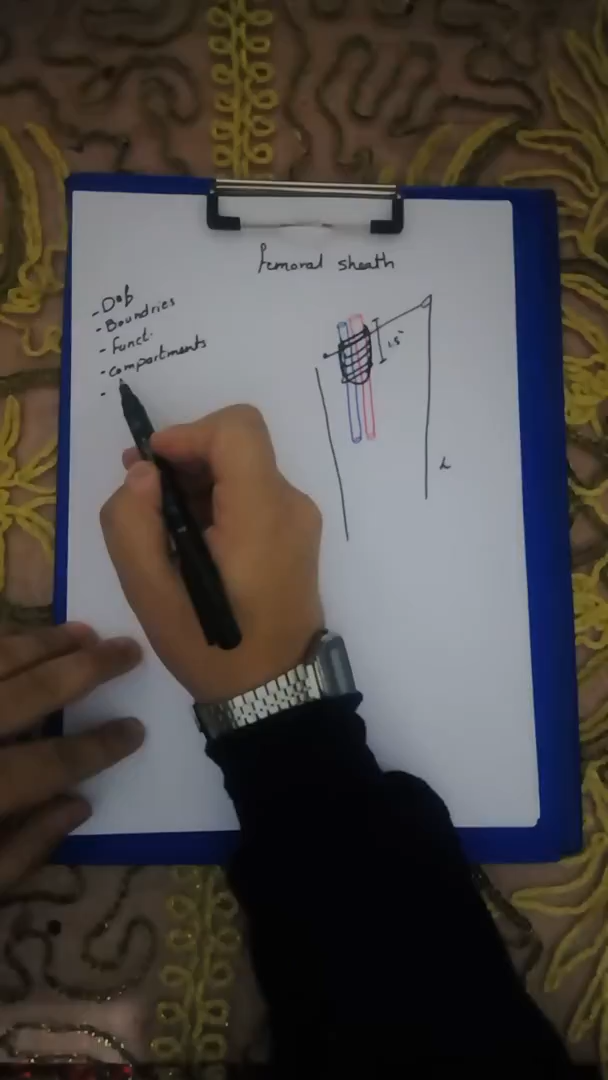 femoral sheath
- Def
- Boundries
- Funct.
- compartments
-
1.5"
L